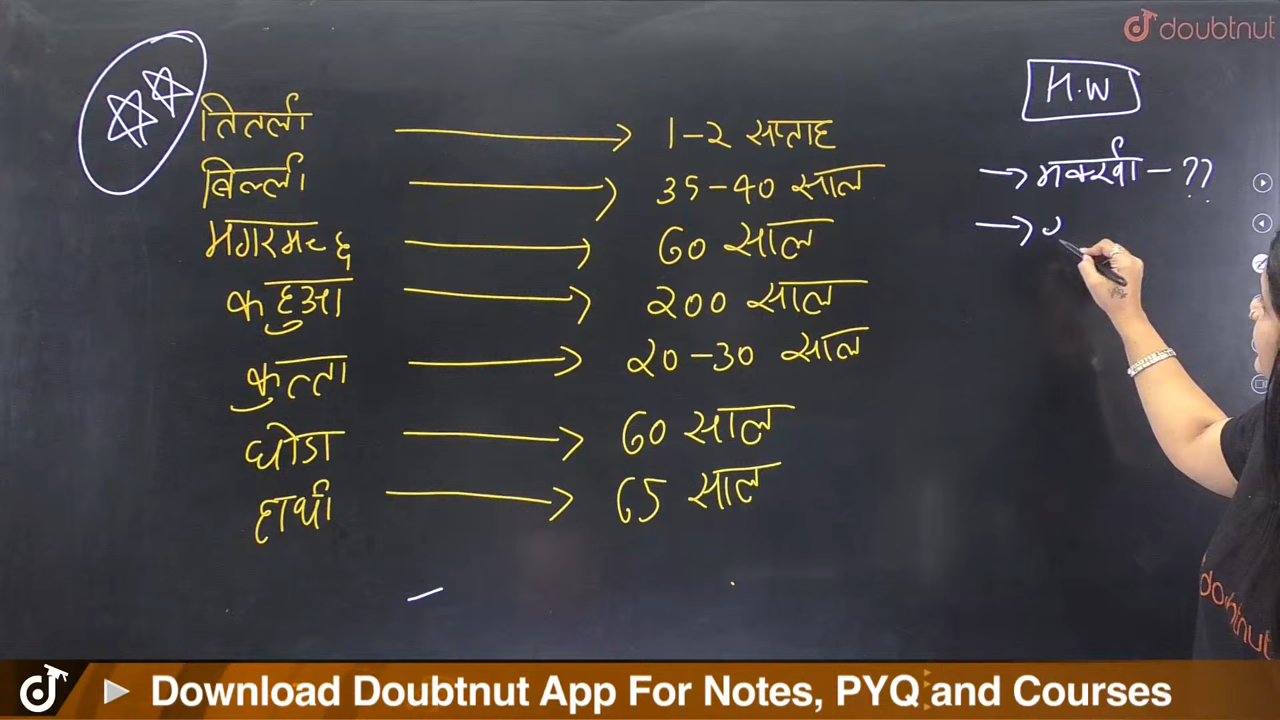 doubtnut
H.W
तितली → 1-2 सप्ताह
बिल्ली → 35-40 साल
मगरमच्छ → 60 साल
कछुआ → 200 साल
कुत्ता → 20-30 साल
घोडा → 60 साल
हाथी → 65 साल
→ मक्खी - ??
→
doubtnut
Download Doubtnut App For Notes, PYQ and Courses